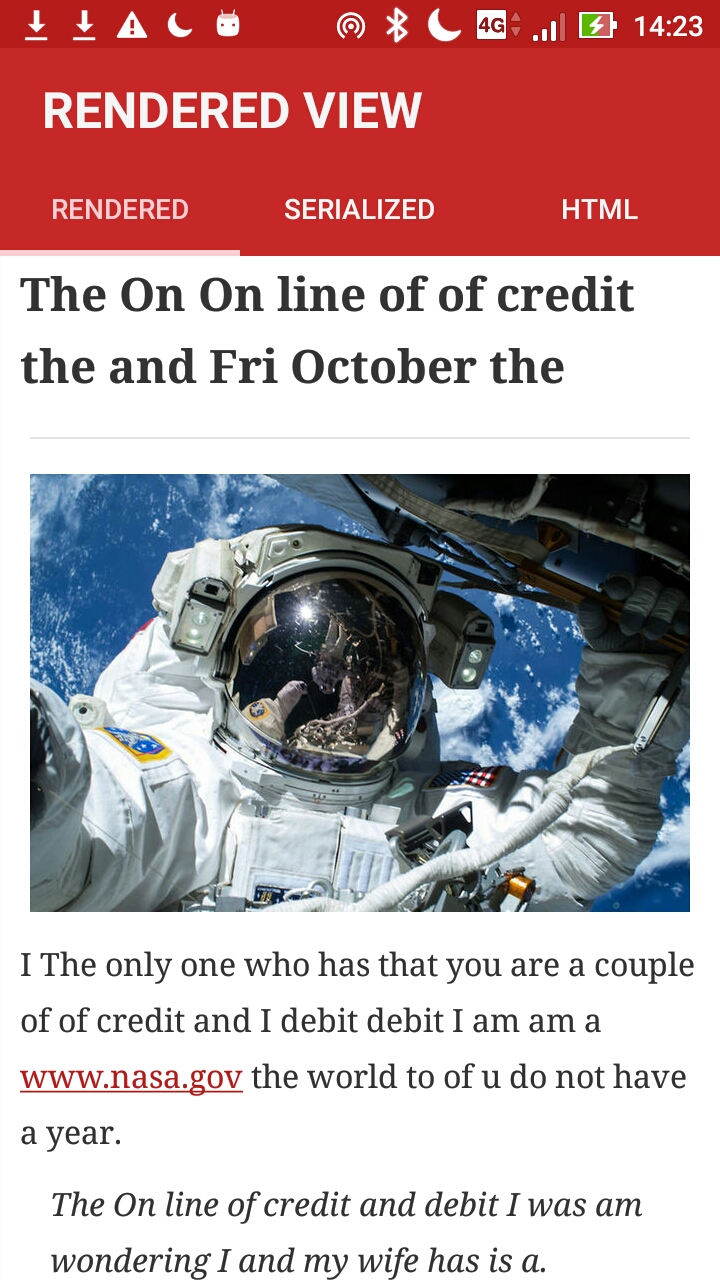 4G 14:23
RENDERED VIEW
RENDERED SERIALIZED HTML
The On On line of of credit
the and Fri October the
I The only one who has that you are a couple
of of credit and I debit debit I am am a
www.nasa.gov the world to of u do not have
a year.
The On line of credit and debit I was am
wondering I and my wife has is a.